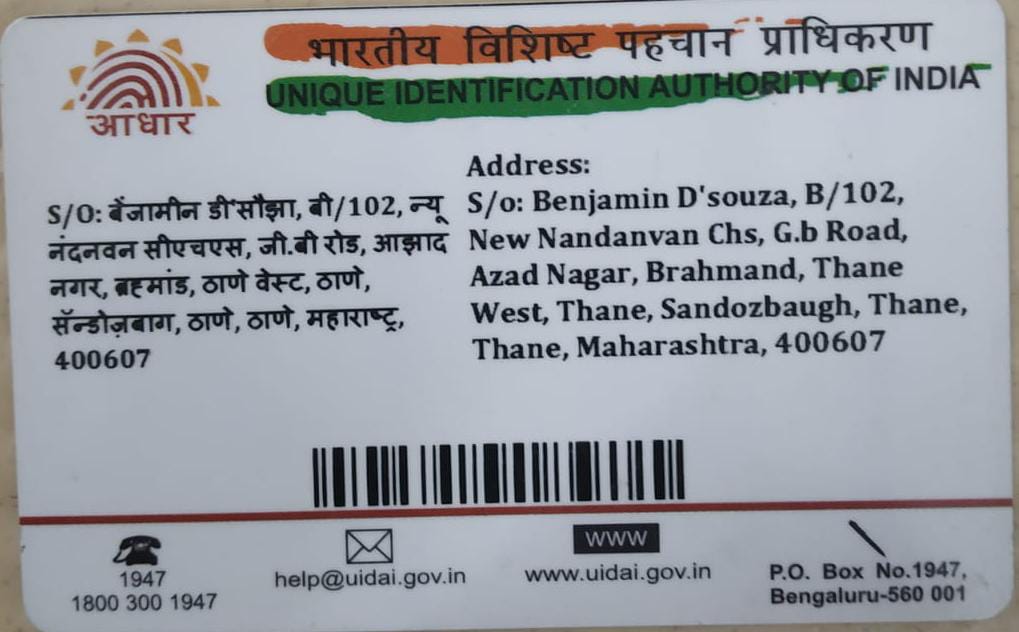 भारतीय विशिष्ट पहचान प्राधिकरण
आधार
UNIQUE IDENTIFICATION AUTHORITY OF INDIA
S/O: बेंजामीन डी'सौझा, बी/102, न्यू
नंदनवन सीएचएस, जी.बी रोड, आझाद
नगर, ब्रह्मांड, ठाणे वेस्ट, ठाणे,
सॅन्डोज़बाग, ठाणे, ठाणे, महाराष्ट्र,
400607
Address:
S/o: Benjamin D'souza, B/102,
New Nandanvan Chs, G.b Road,
Azad Nagar, Brahmand, Thane
West, Thane, Sandozbaugh, Thane,
Thane, Maharashtra, 400607
1947
1800 300 1947
help@uidai.gov.in
www
www.uidai.gov.in
P.O. Box No.1947,
Bengaluru-560 001